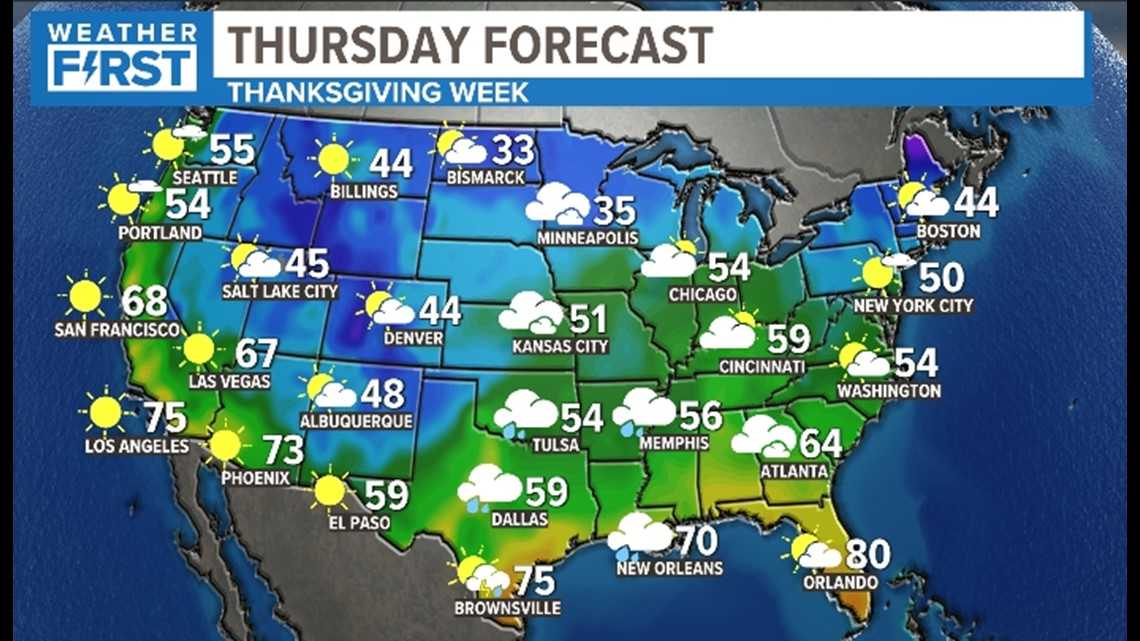 WEATHER
FIRST
THURSDAY FORECAST
THANKSGIVING WEEK
55
SEATTLE
44
BILLINGS
33
BISMARCK
54
PORTLAND
35
MINNEAPOLIS
44
BOSTON
45
SALT LAKE CITY
54
CHICAGO
50
NEW YORK CITY
68
SAN FRANCISCO
44
DENVER
51
KANSAS CITY
59
CINCINNATI
67
LAS VEGAS
54
WASHINGTON
48
ALBUQUERQUE
75
LOS ANGELES
54
TULSA
56
MEMPHIS
64
ATLANTA
73
PHOENIX
59
EL PASO
59
DALLAS
70
NEW ORLEANS
80
ORLANDO
75
BROWNSVILLE